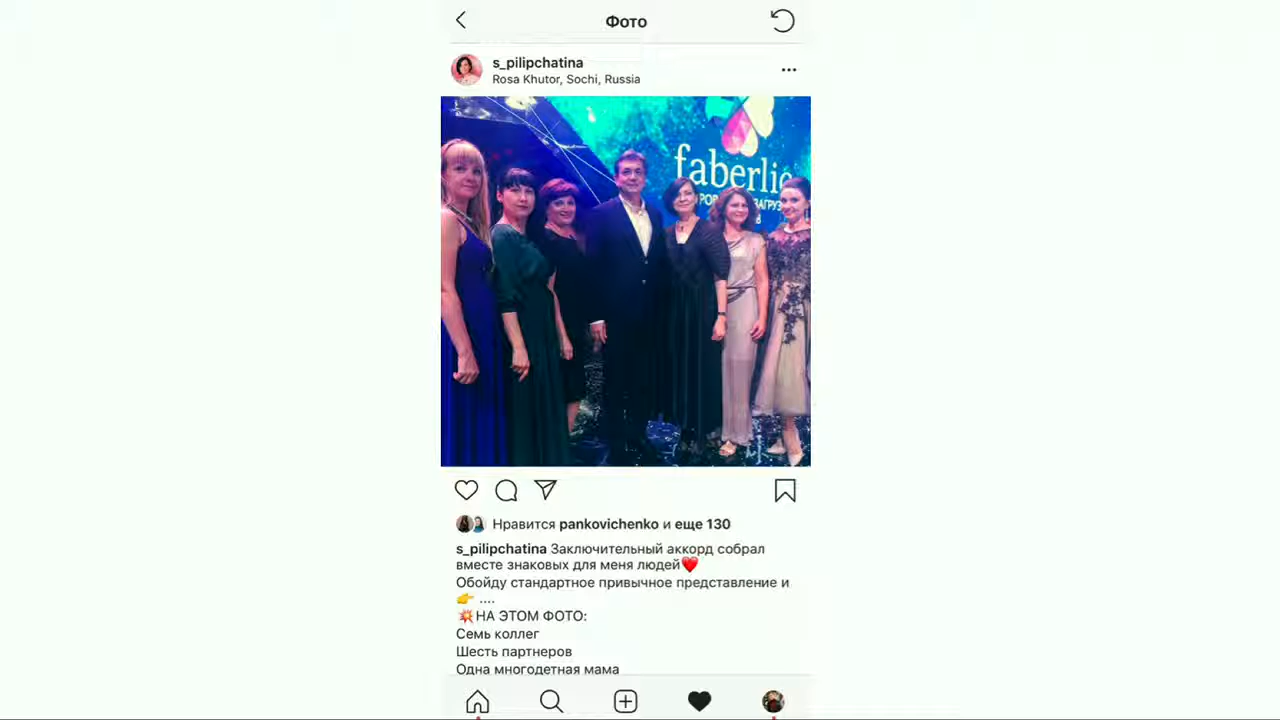 Фото
s_pilipchatina
Rosa Khutor, Sochi, Russia
faberlic
Нравится pankovichenko и еще 130
s_pilipchatina Заключительный аккорд собрал
вместе знаковых для меня людей❤️
Обойду стандартное привычное представление и
👉 ....
💥НА ЭТОМ ФОТО:
Семь коллег
Шесть партнеров
Одна многодетная мама